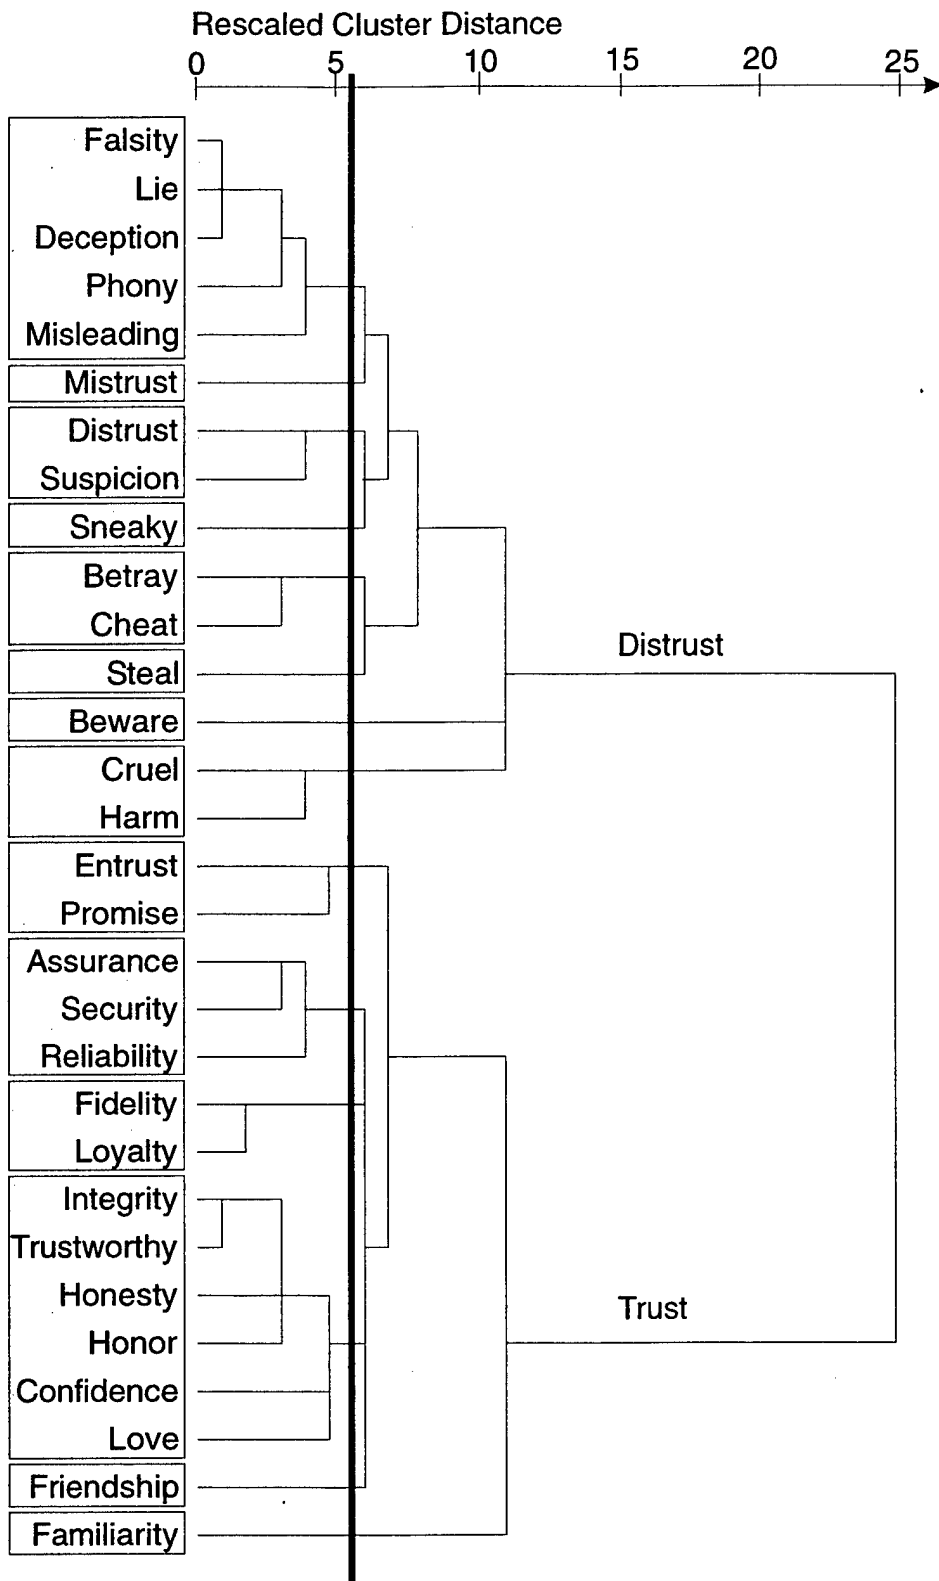 Rescaled Cluster Distance
0 5 10 15 20 25
Falsity
Lie
Deception
Phony
Misleading
Mistrust
Distrust
Suspicion
Sneaky
Betray
Cheat
Distrust
Steal
Beware
Cruel
Harm
Entrust
Promise
Assurance
Security
Reliability
Fidelity
Loyalty
Integrity
Trustworthy
Honesty
Trust
Honor
Confidence
Love
Friendship
Familiarity